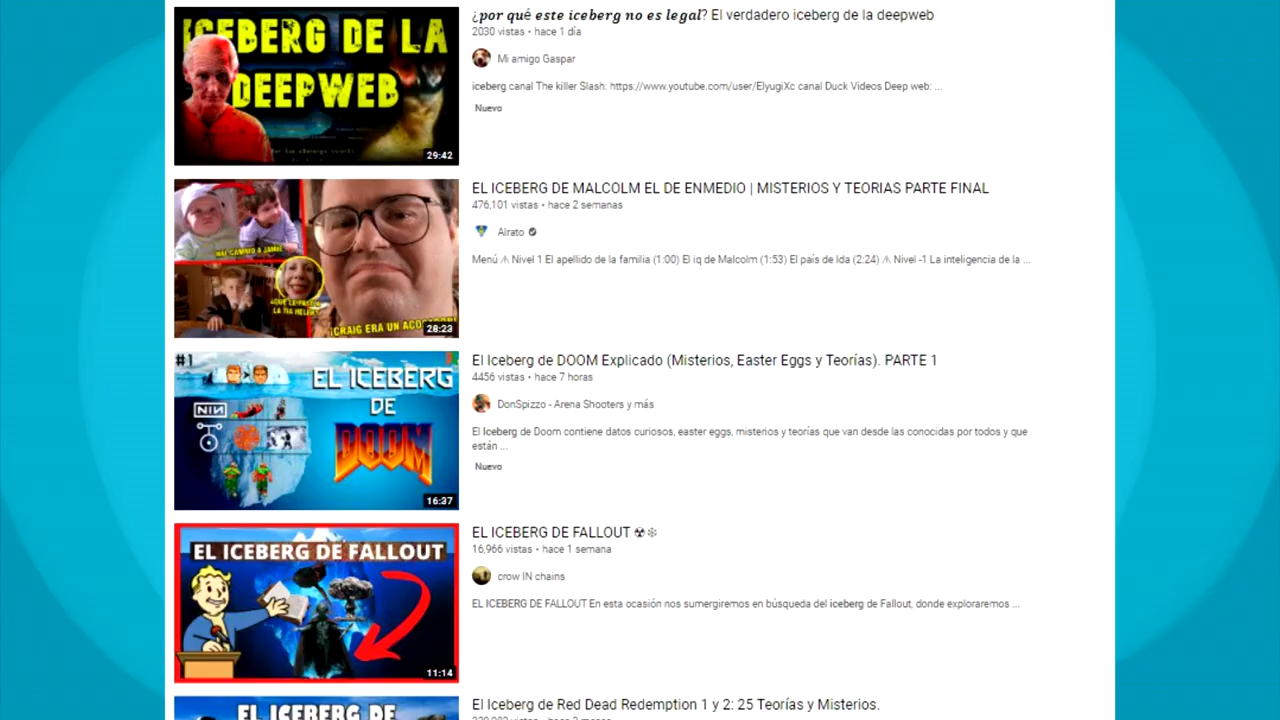 ICEBERG DE LA
DEEPWEB
29:42
¿por qué este iceberg no es legal? El verdadero iceberg de la deepweb
2030 vistas • hace 1 día
Mi amigo Gaspar
iceberg canal The killer Slash: https://www.youtube.com/user/ElyugiXc canal Duck Videos Deep web: ...
Nuevo
HAL CAMBIO A JAMIE
¿QUE LE PASO A
LA TIA HELEN?
¡CRAIG ERA UN
28:23
EL ICEBERG DE MALCOLM EL DE ENMEDIO | MISTERIOS Y TEORIAS PARTE FINAL
476,101 vistas • hace 2 semanas
Alrato
Menú ⚠ Nivel 1 El apellido de la familia (1:00) El iq de Malcolm (1:53) El país de Ida (2:24) ⚠ Nivel -1 La inteligencia de la ...
#1
EL ICEBERG
DE
DOOM
NIN
16:37
El Iceberg de DOOM Explicado (Misterios, Easter Eggs y Teorías). PARTE 1
4456 vistas • hace 7 horas
DonSpizzo - Arena Shooters y más
El Iceberg de Doom contiene datos curiosos, easter eggs, misterios y teorías que van desde las conocidas por todos y que
están ...
Nuevo
EL ICEBERG DE FALLOUT
11:14
EL ICEBERG DE FALLOUT ☢❄
16,966 vistas • hace 1 semana
crow IN chains
EL ICEBERG DE FALLOUT En esta ocasión nos sumergiremos en búsqueda del iceberg de Fallout, donde exploraremos ...
EL ICEBERG DE
El Iceberg de Red Dead Redemption 1 y 2: 25 Teorías y Misterios.